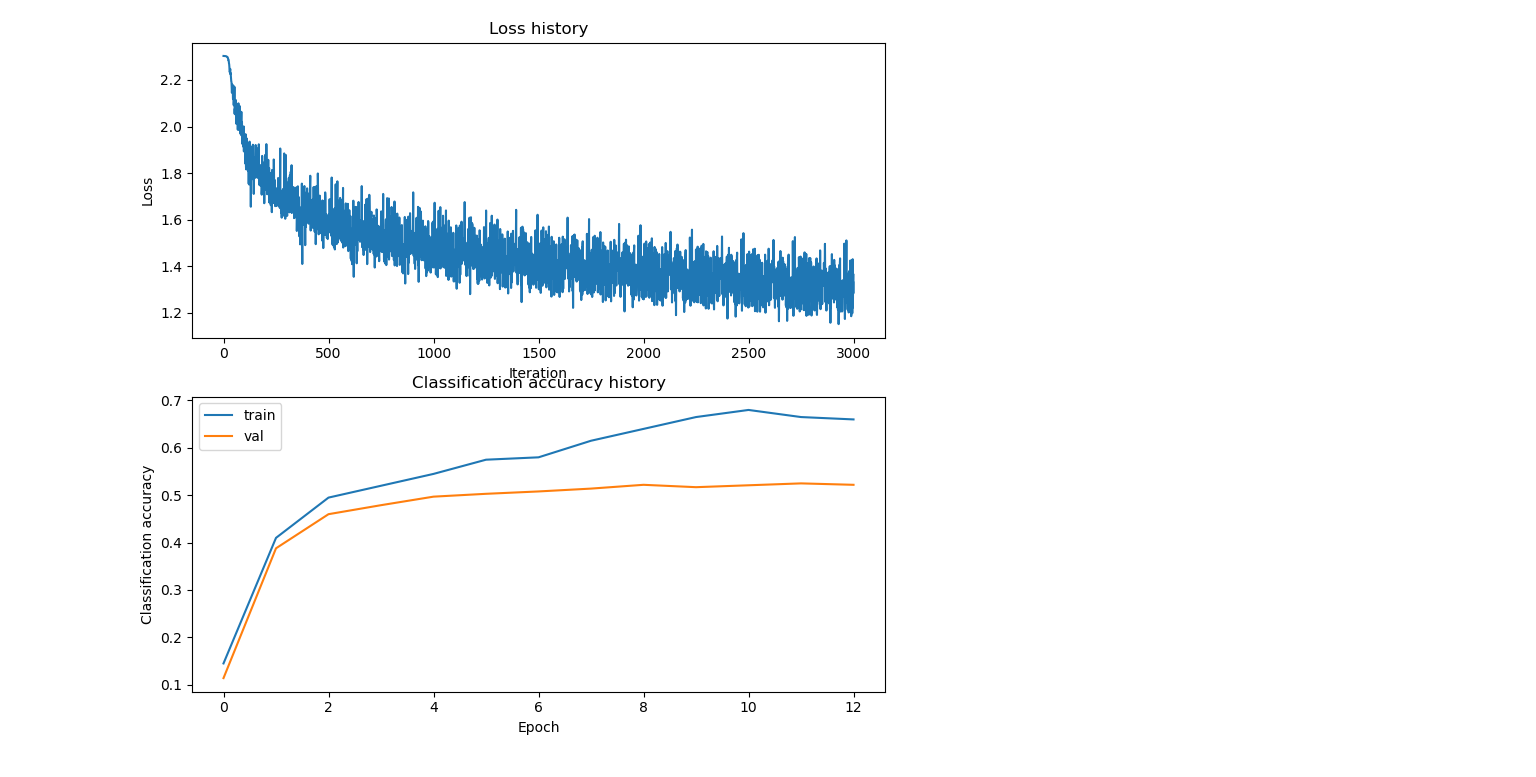 Loss history
2.2
2.0
1.8
1.6
1.4
1.2
Loss
0 500 1000 1500 2000 2500 3000
Iteration
Classification accuracy history
train
val
0.7
0.6
0.5
0.4
0.3
0.2
0.1
Classification accuracy
0 2 4 6 8 10 12
Epoch